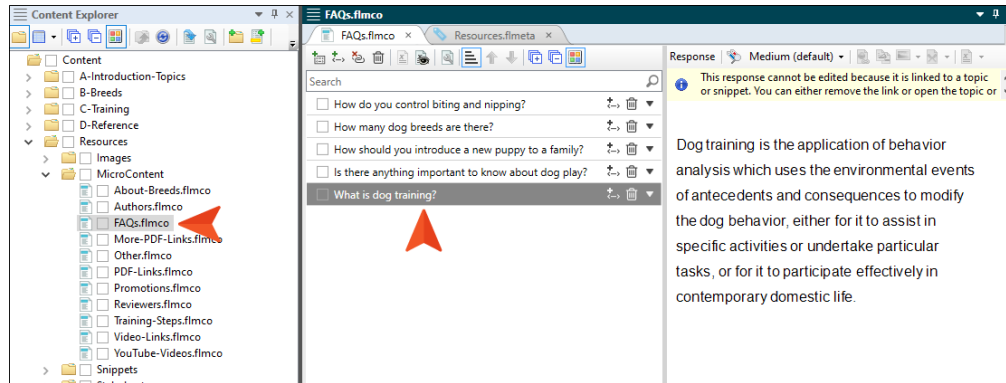 Content Explorer
Content
A-Introduction-Topics
B-Breeds
C-Training
D-Reference
Resources
Images
MicroContent
About-Breeds.flmco
Authors.flmco
FAQs.flmco
More-PDF-Links.flmco
Other.flmco
PDF-Links.flmco
Promotions.flmco
Reviewers.flmco
Training-Steps.flmco
Video-Links.flmco
YouTube-Videos.flmco
Snippets
FAQs.flmco
FAQs.flmco
Resources.flmeta
Search
How do you control biting and nipping?
How many dog breeds are there?
How should you introduce a new puppy to a family?
Is there anything important to know about dog play?
What is dog training?
Response
Medium (default)
This response cannot be edited because it is linked to a topic
or snippet. You can either remove the link or open the topic or
Dog training is the application of behavior
analysis which uses the environmental events
of antecedents and consequences to modify
the dog behavior, either for it to assist in
specific activities or undertake particular
tasks, or for it to participate effectively in
contemporary domestic life.